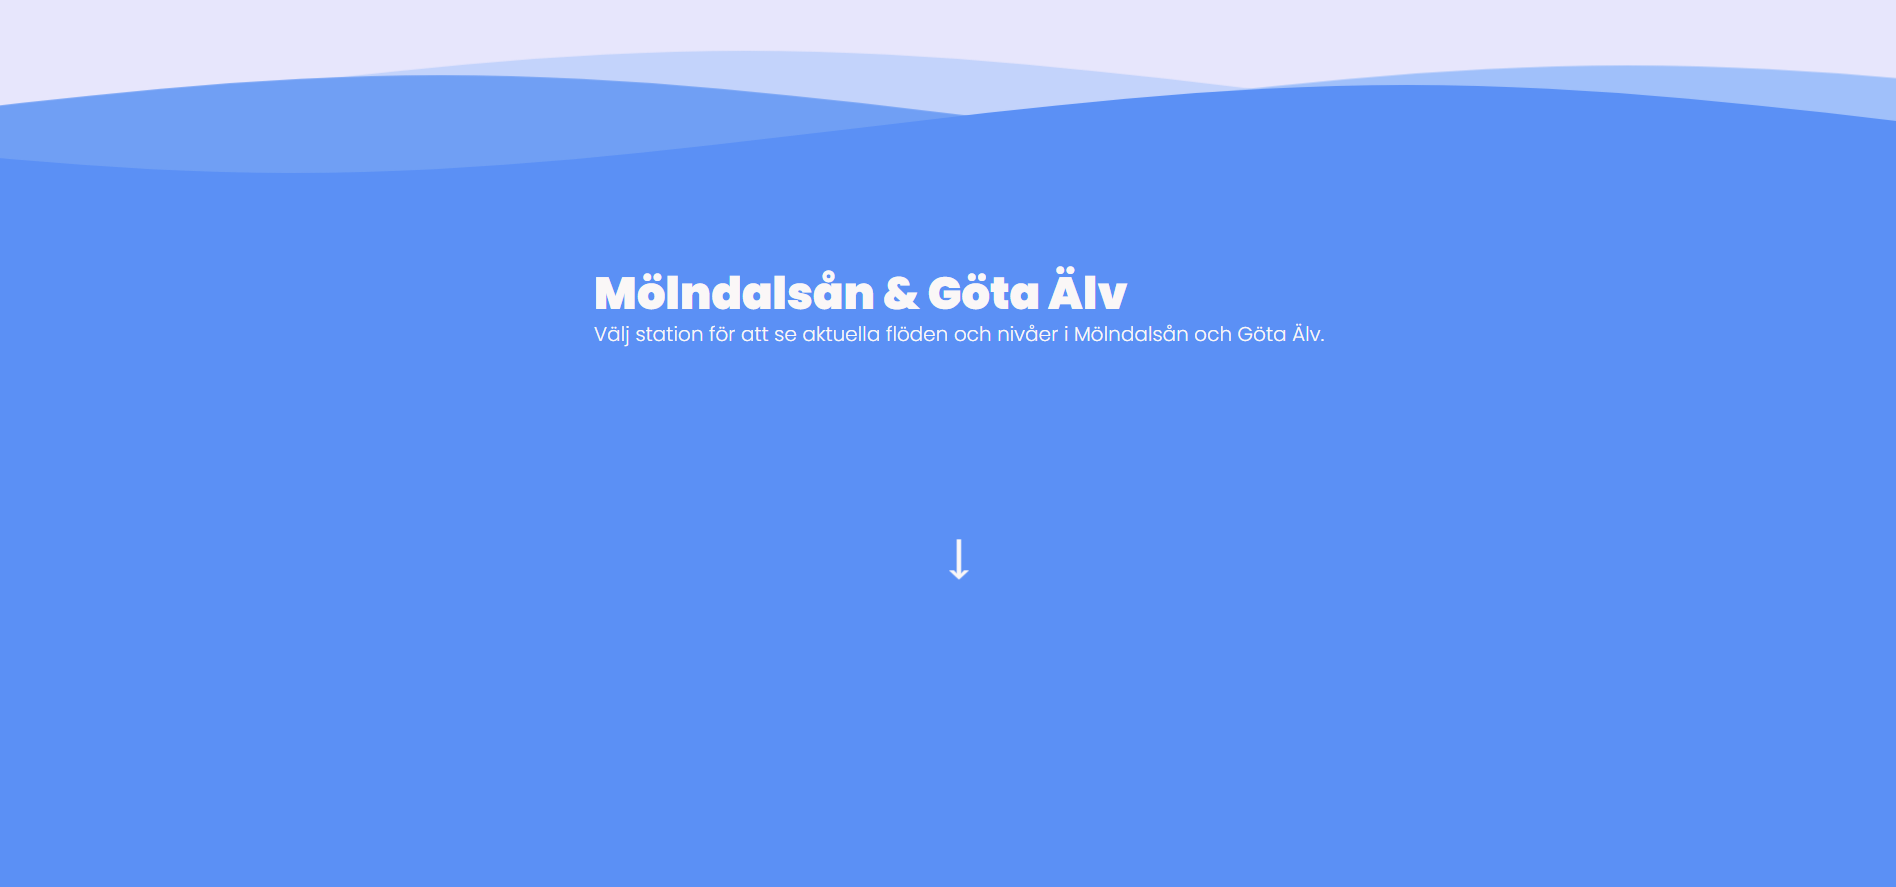 Mölndalsån & Göta Älv
Välj station för att se aktuella flöden och nivåer i Mölndalsån och Göta Älv.